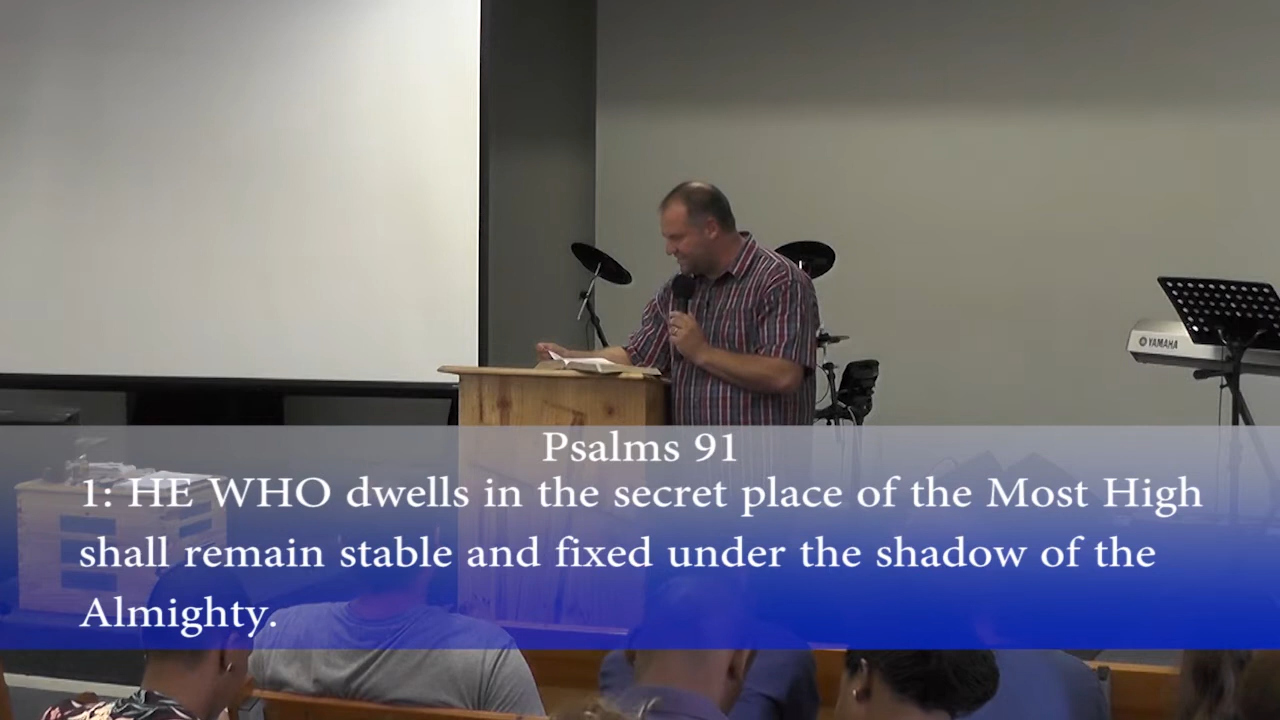 YAMAHA
Psalms 91
1: HE WHO dwells in the secret place of the Most High
shall remain stable and fixed under the shadow of the
Almighty.